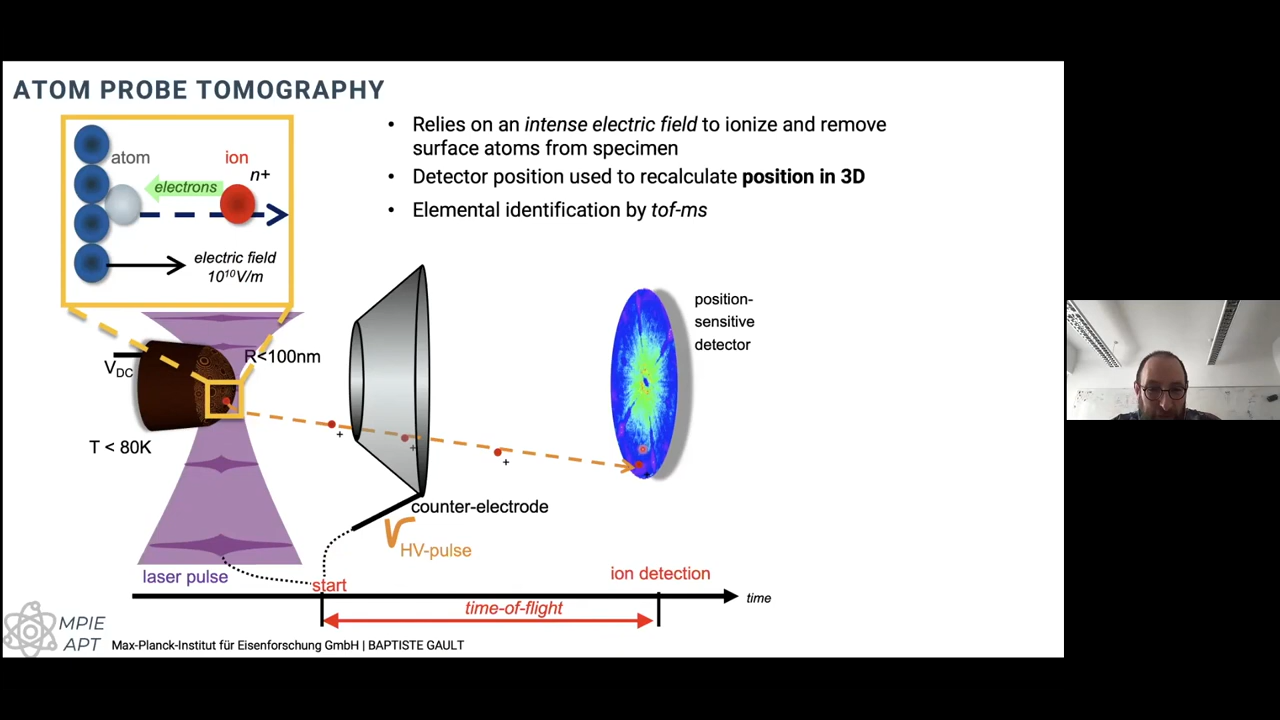 ATOM PROBE TOMOGRAPHY
• Relies on an intense electric field to ionize and remove
surface atoms from specimen
• Detector position used to recalculate position in 3D
• Elemental identification by tof-ms
atom
ion
n+
electrons
electric field
10¹⁰V/m
R<100nm
V_DC
T < 80K
+
+
+
+
position-
sensitive
detector
counter-electrode
HV-pulse
laser pulse
start
ion detection
time-of-flight
time
MPIE
APT
Max-Planck-Institut für Eisenforschung GmbH | BAPTISTE GAULT